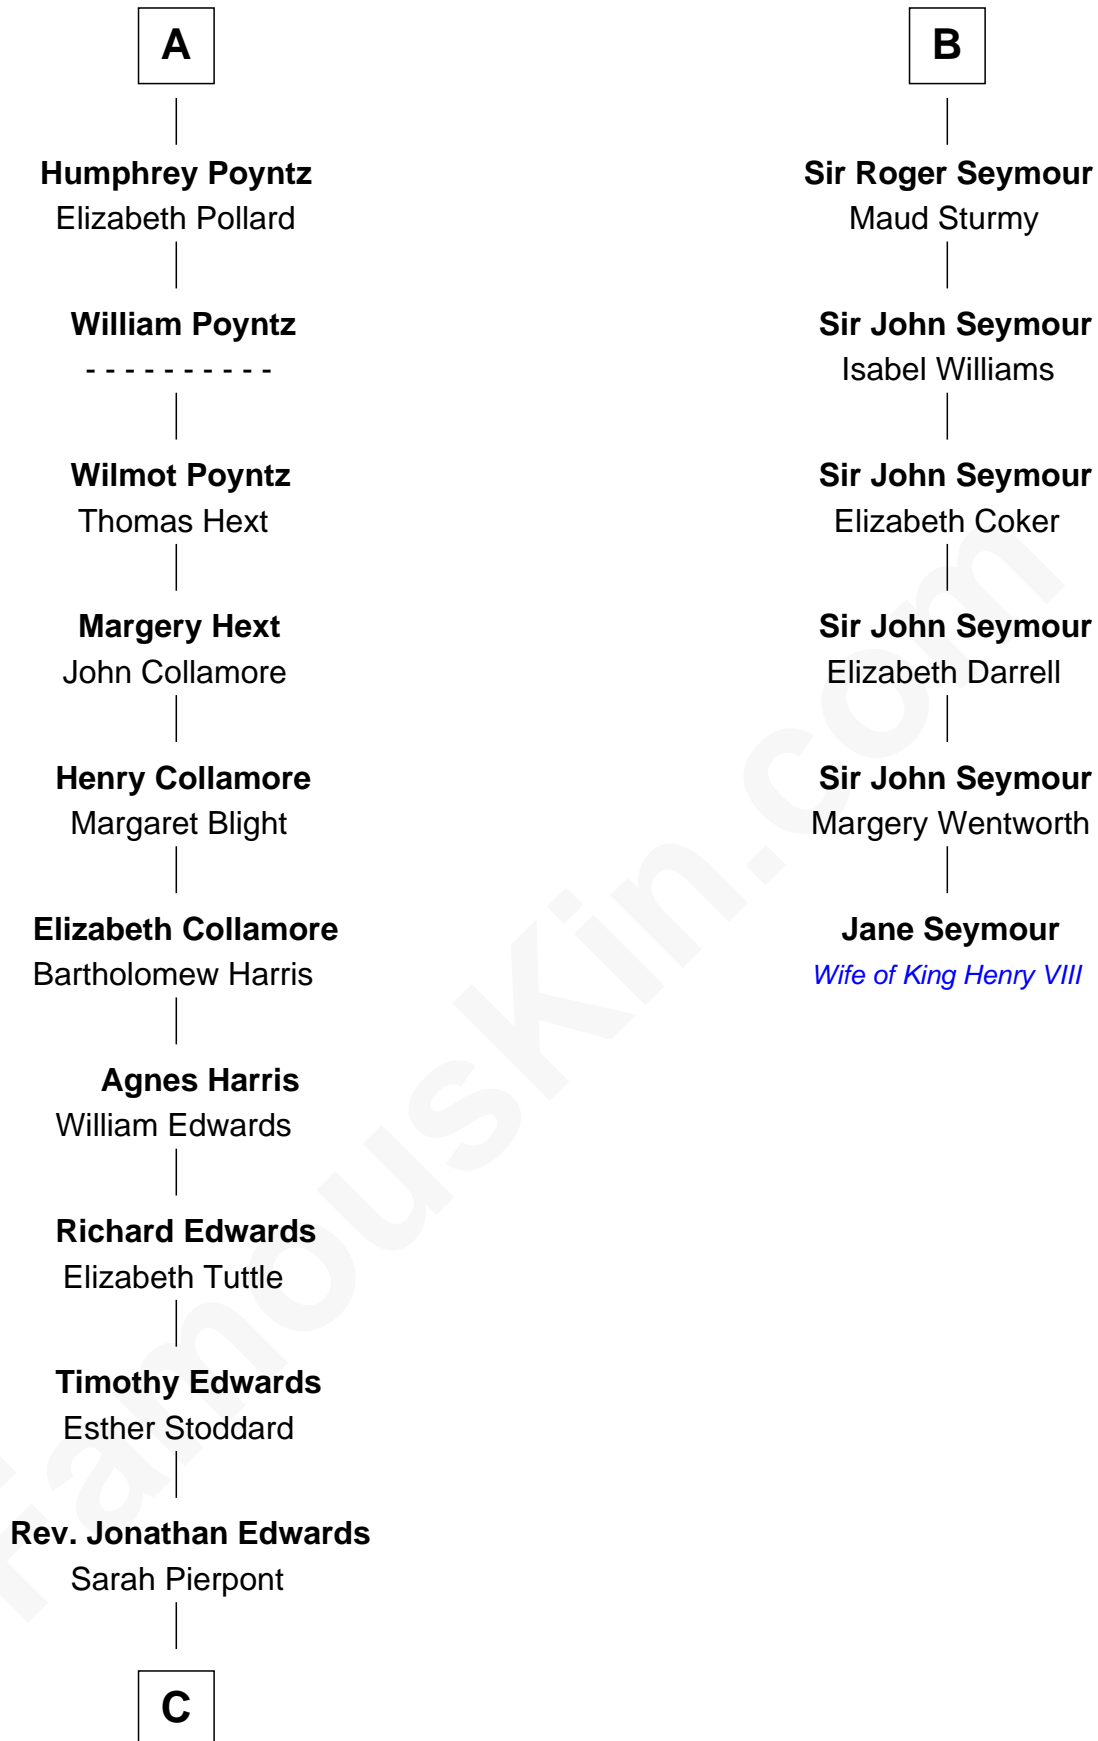 A
Humphrey Poyntz
Elizabeth Pollard
William Poyntz
- - - - - - - - - -
Wilmot Poyntz
Thomas Hext
Margery Hext
John Collamore
Henry Collamore
Margaret Blight
Elizabeth Collamore
Bartholomew Harris
Agnes Harris
William Edwards
Richard Edwards
Elizabeth Tuttle
Timothy Edwards
Esther Stoddard
Rev. Jonathan Edwards
Sarah Pierpont
C
B
Sir Roger Seymour
Maud Sturmy
Sir John Seymour
Isabel Williams
Sir John Seymour
Elizabeth Coker
Sir John Seymour
Elizabeth Darrell
Sir John Seymour
Margery Wentworth
Jane Seymour
Wife of King Henry VIII
FamousKin.com